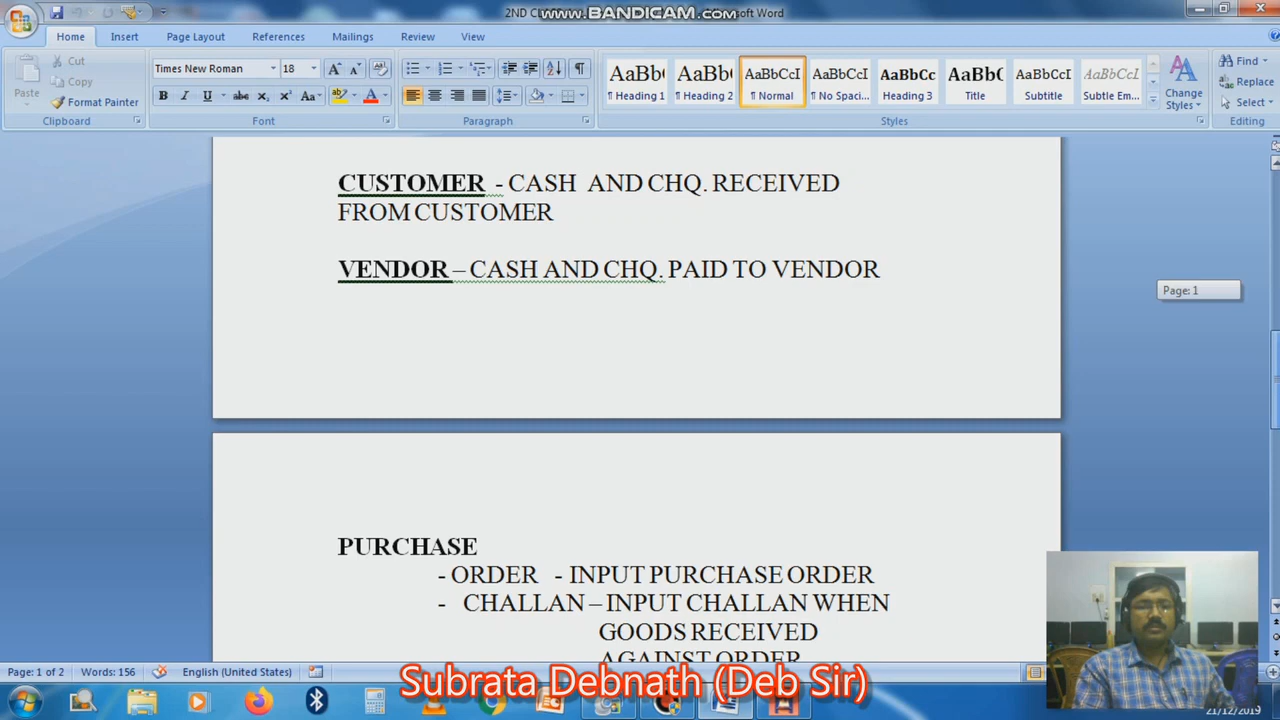 2ND C
www.BANDICAM.com
Microsoft Word
Home
Insert
Page Layout
References
Mailings
Review
View
Paste
Cut
Copy
Format Painter
Times New Roman
18
AaBb(
AaBb(
AaBbCcI
AaBbCcI
AaBbCc
AaBb(
AaBbCcI
AaBbCcI
¶ Heading 1
¶ Heading 2
¶ Normal
¶ No Spaci...
Heading 3
Title
Subtitle
Subtle Em...
Change
Styles
Find
Replace
Select
Clipboard
Font
Paragraph
Styles
Editing
CUSTOMER - CASH AND CHQ. RECEIVED
FROM CUSTOMER
VENDOR – CASH AND CHQ. PAID TO VENDOR
Page: 1
PURCHASE
- ORDER - INPUT PURCHASE ORDER
- CHALLAN – INPUT CHALLAN WHEN
GOODS RECEIVED
AGAINST ORDER
Page: 1 of 2
Words: 156
English (United States)
Subrata Debnath (Deb Sir)
21/12/2019